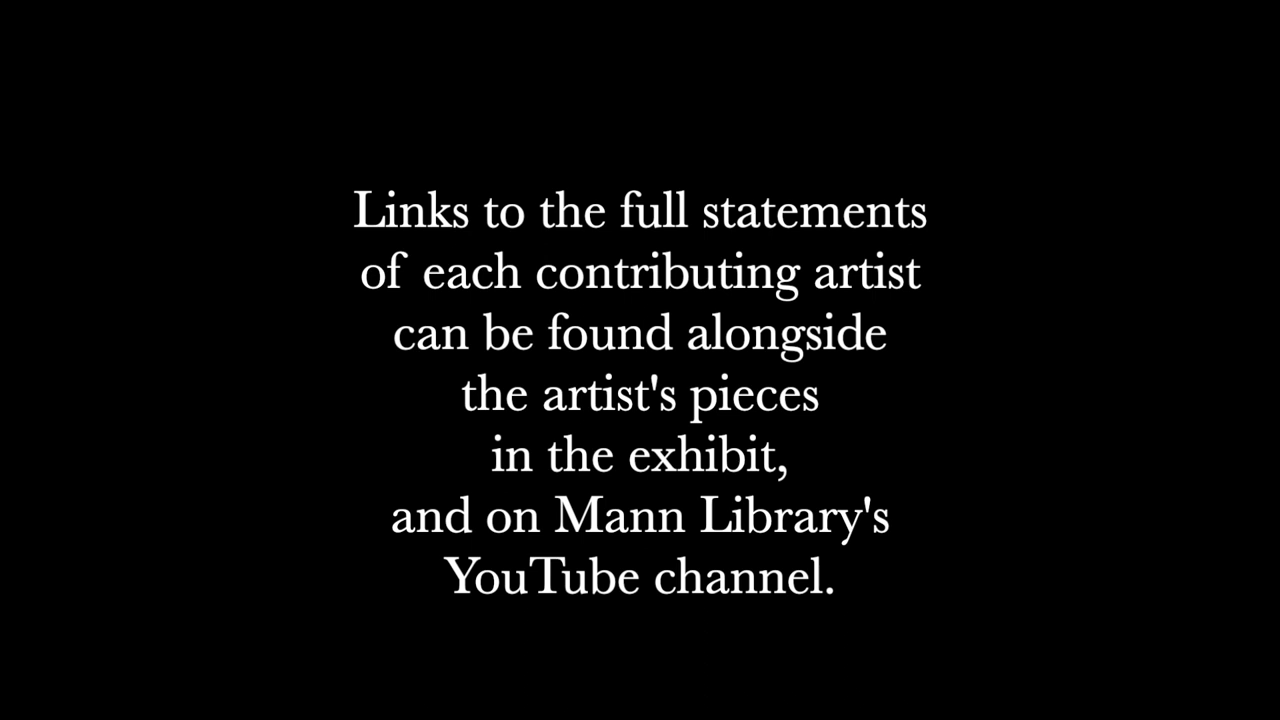 Links to the full statements
of each contributing artist
can be found alongside
the artist's pieces
in the exhibit,
and on Mann Library's
YouTube channel.